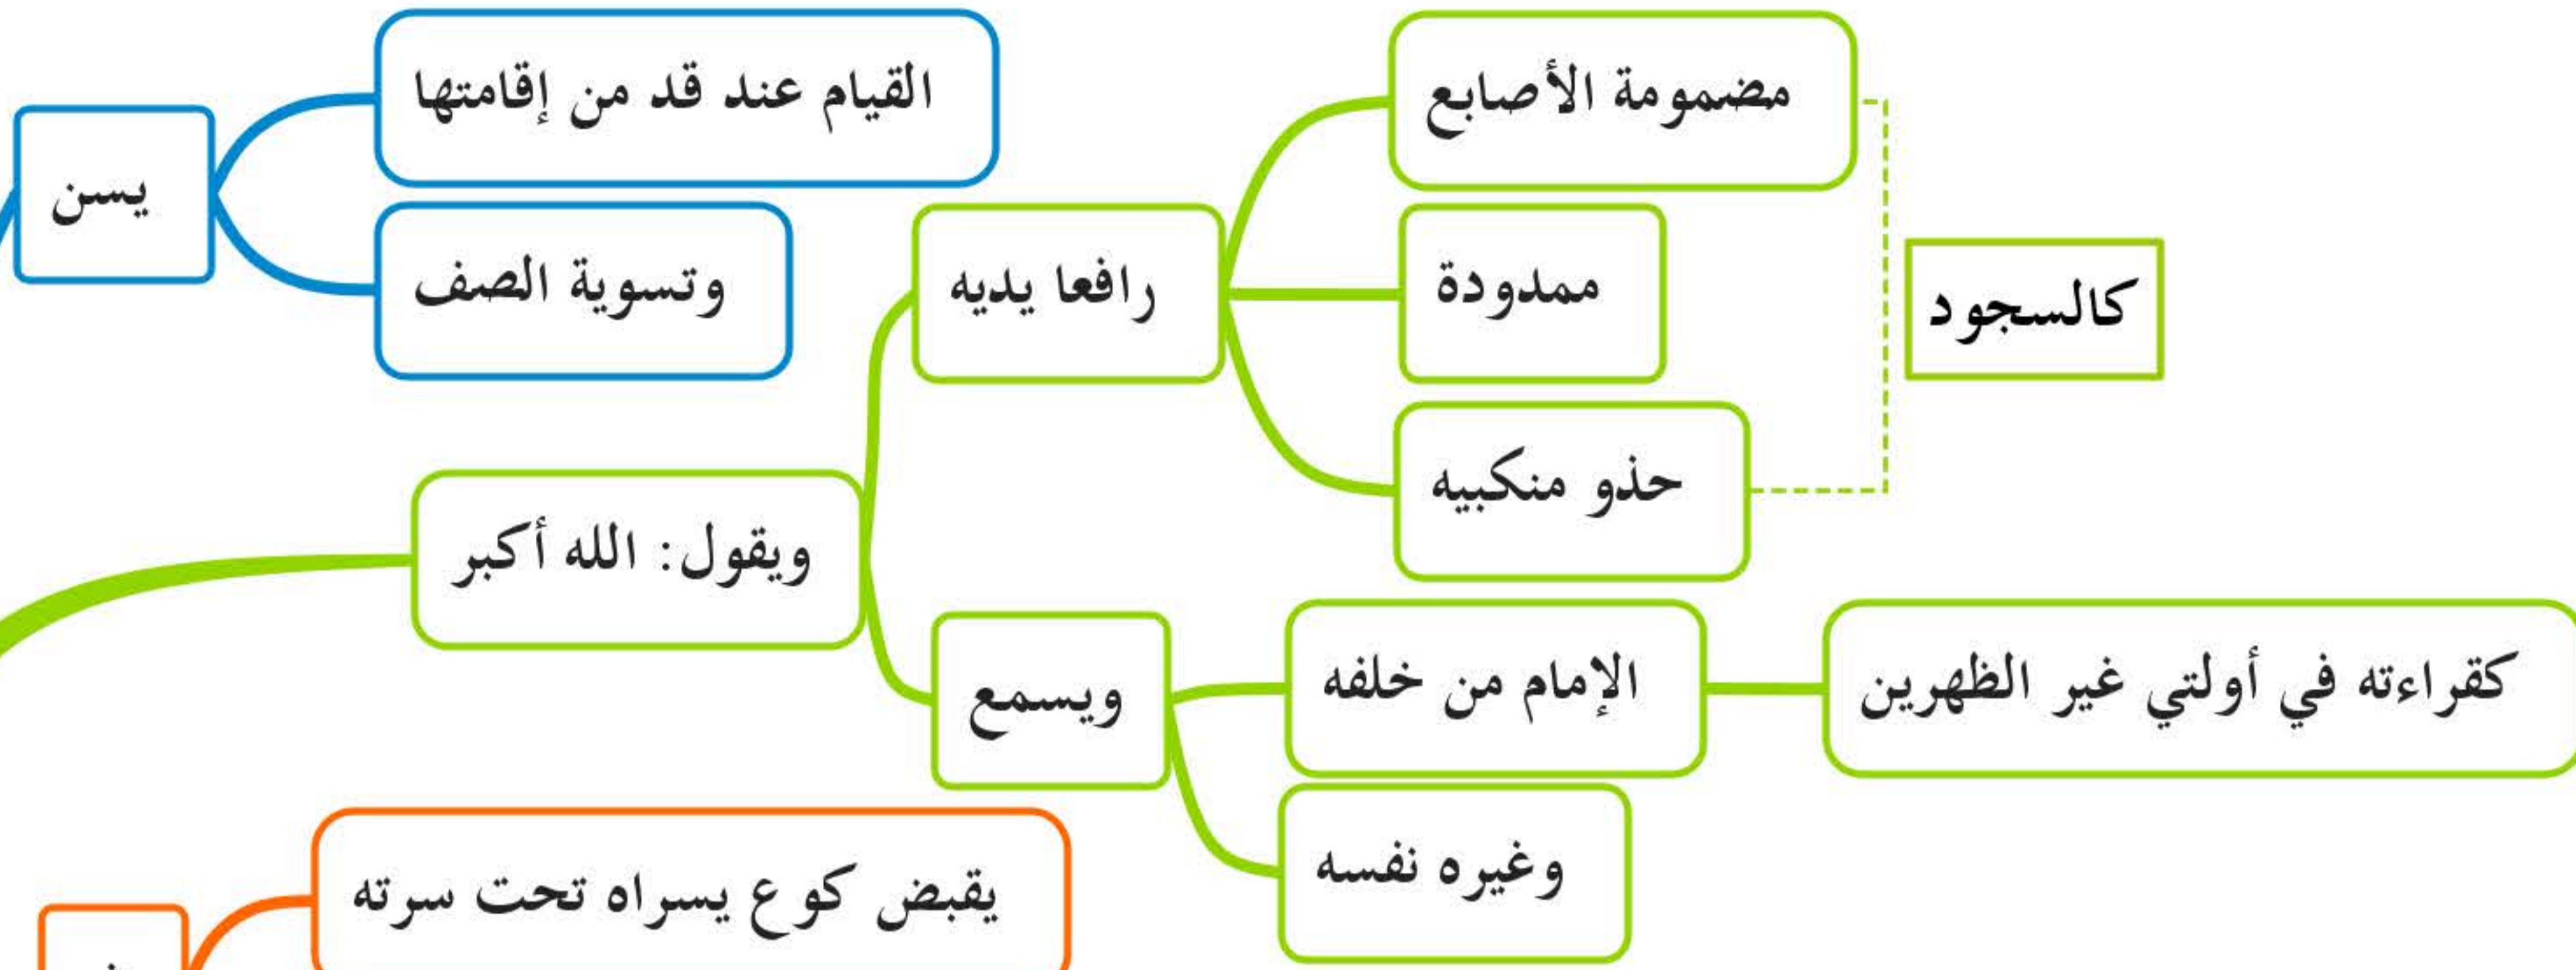 يسن
القيام عند قد من إقامتها
وتسوية الصف
ويقول: الله أكبر
رافعا يديه
مضمومة الأصابع
ممدودة
حذو منكبيه
كالسجود
ويسمع
الإمام من خلفه
كقراءته في أولتي غير الظهرين
وغيره نفسه
يقبض كوع يسراه تحت سرته